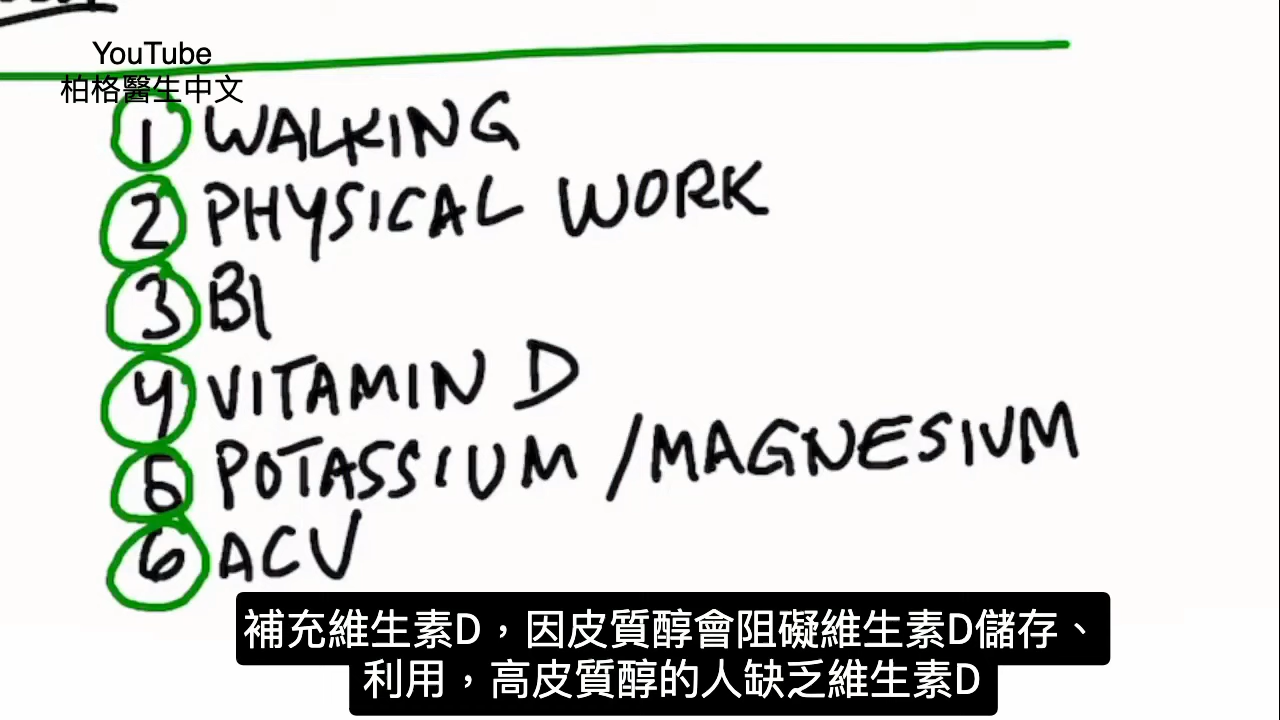 YouTube
柏格醫生中文
1 WALKING
2 PHYSICAL WORK
3 B1
4 VITAMIN D
5 POTASSIUM / MAGNESIUM
6 ACV
補充維生素D，因皮質醇會阻礙維生素D儲存、
利用，高皮質醇的人缺乏維生素D